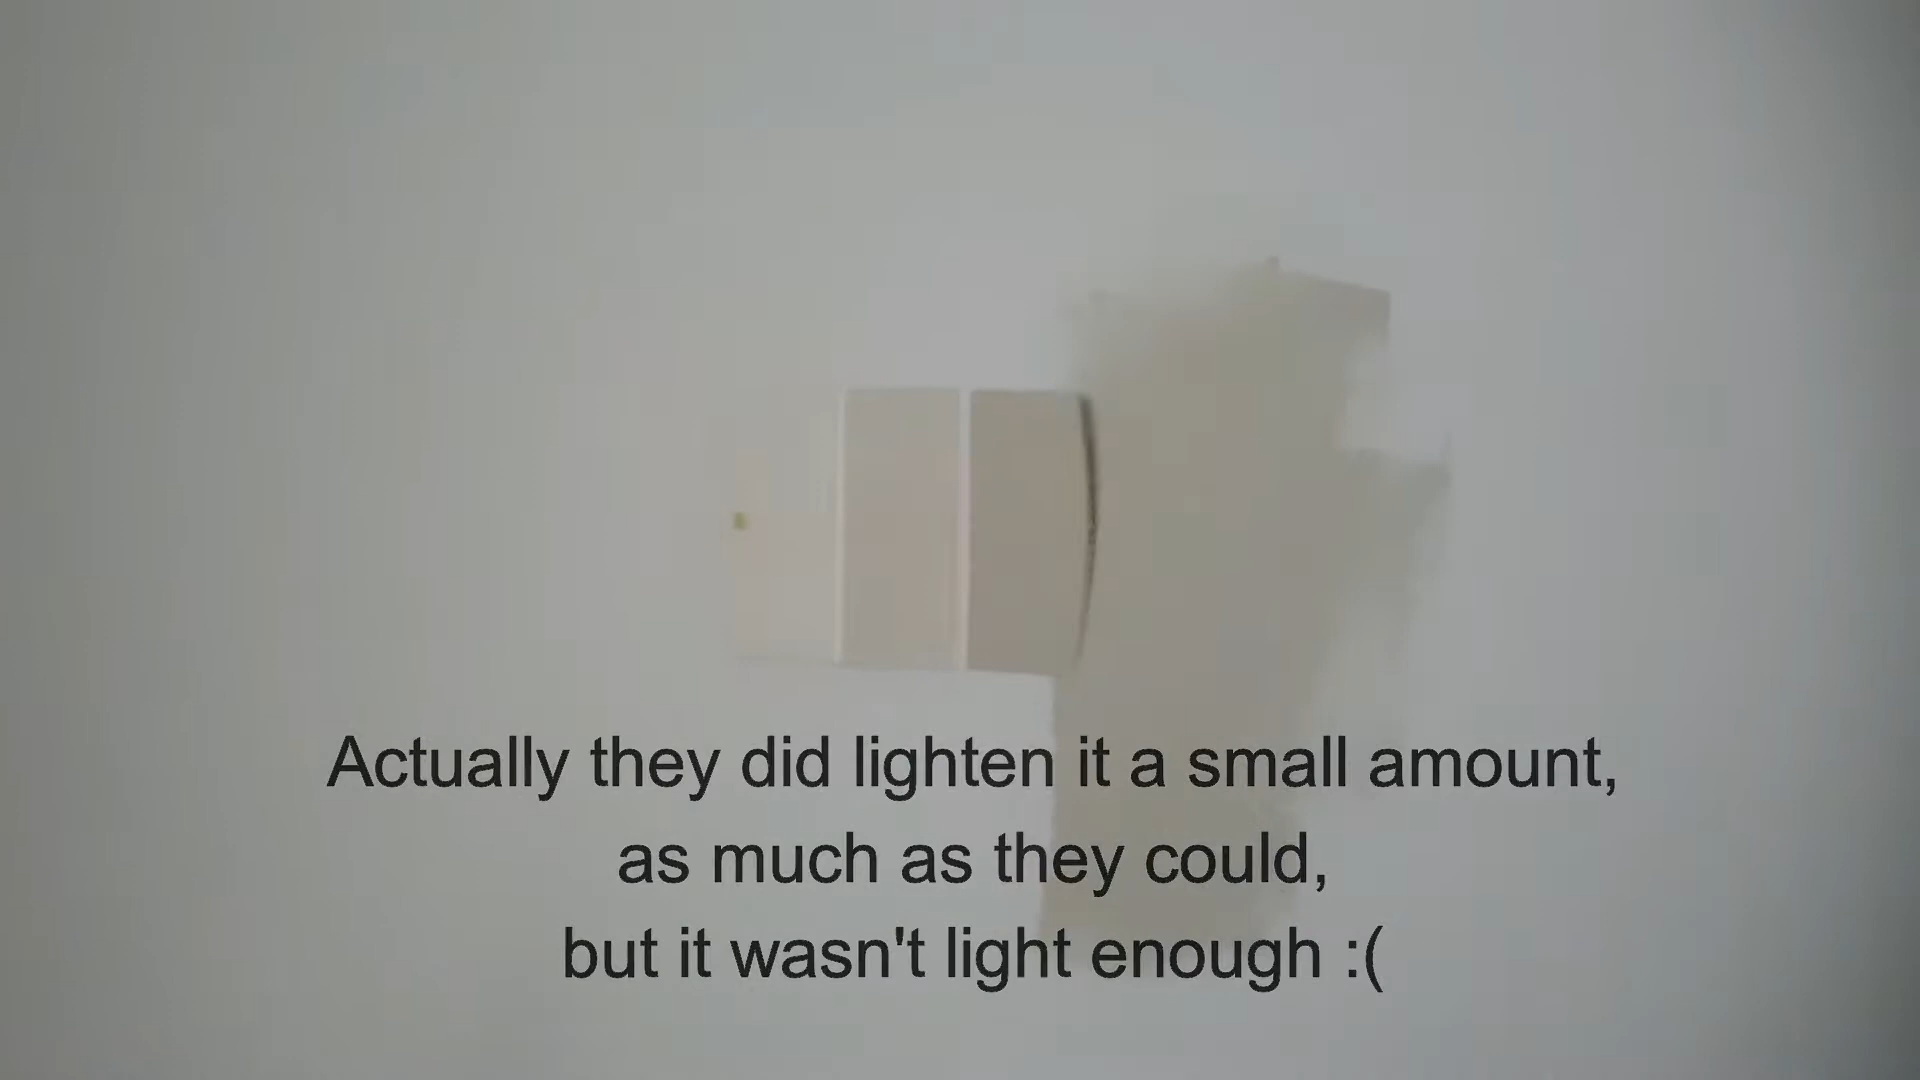 Actually they did lighten it a small amount,
as much as they could,
but it wasn't light enough :(